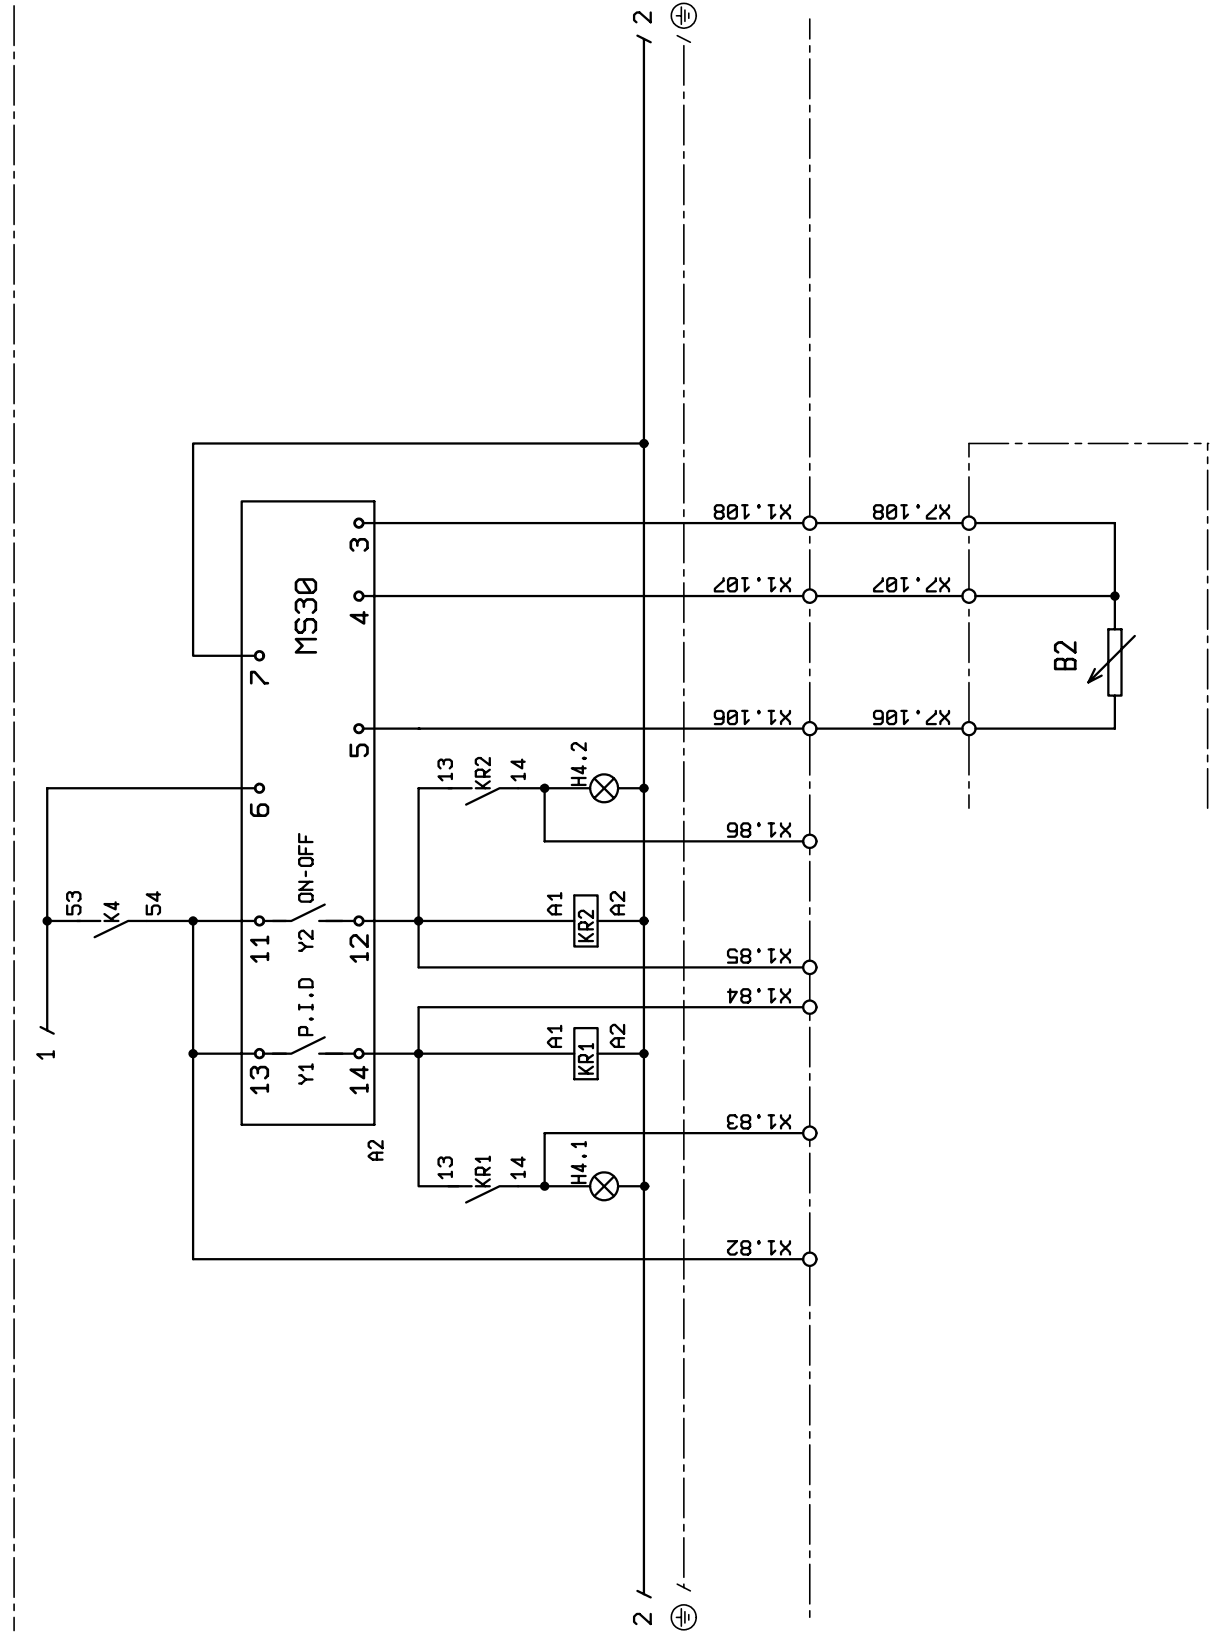 2
2
1
53
K4
54
7
6
MS30
3
4
5
11
Y2
ON-OFF
12
13
Y1
P.I.D
14
A2
13
KR2
14
H4.2
A1
KR2
A2
A1
KR1
A2
13
KR1
14
H4.1
X1.108
X7.108
X1.107
X7.107
X1.106
X7.106
X1.86
X1.85
X1.84
X1.83
X1.82
B2